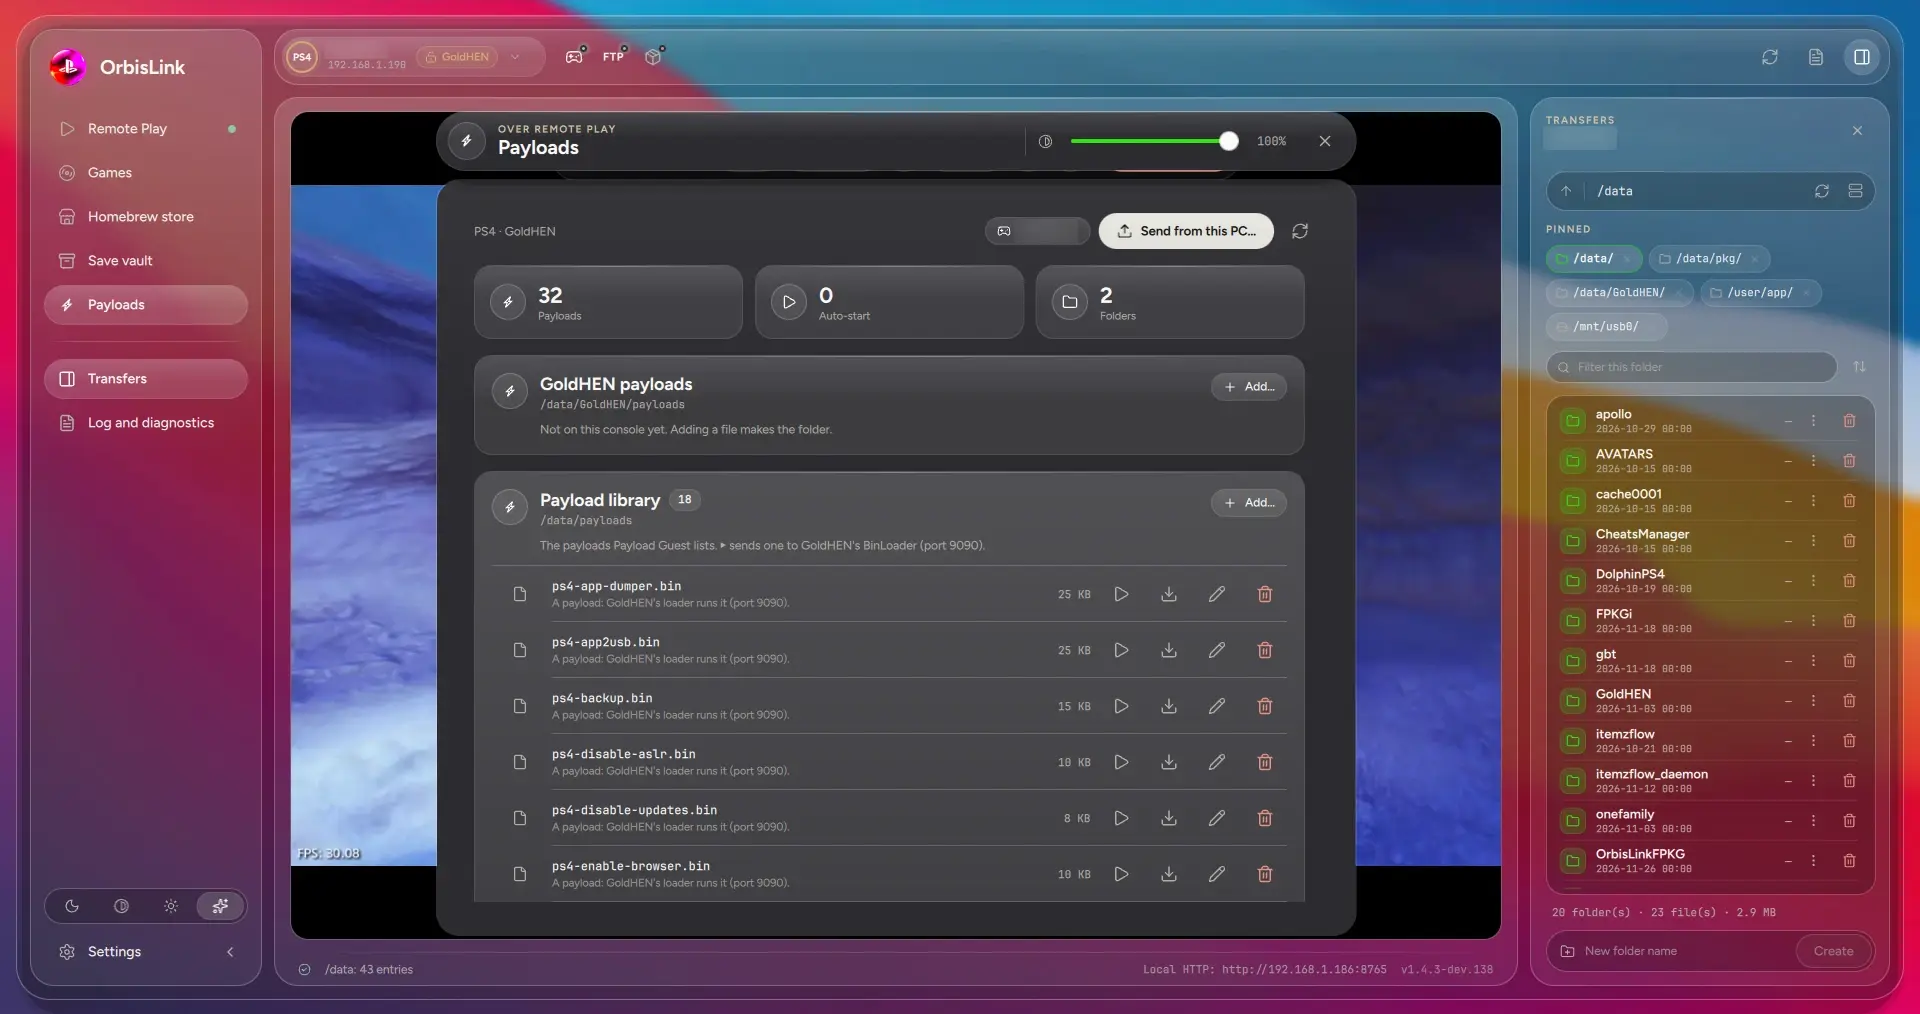 OrbisLink
Remote Play
Games
Homebrew store
Save vault
Payloads
Transfers
Log and diagnostics
Settings
PS4
192.168.1.198
GoldHEN
FTP
OVER REMOTE PLAY
Payloads
100%
PS4 · GoldHEN
Send from this PC...
32
Payloads
0
Auto-start
2
Folders
GoldHEN payloads
/data/GoldHEN/payloads
Not on this console yet. Adding a file makes the folder.
+ Add...
Payload library 18
/data/payloads
The payloads Payload Guest lists. ▸ sends one to GoldHEN's BinLoader (port 9090).
+ Add...
ps4-app-dumper.bin
A payload: GoldHEN's loader runs it (port 9090).
25 KB
ps4-app2usb.bin
A payload: GoldHEN's loader runs it (port 9090).
25 KB
ps4-backup.bin
A payload: GoldHEN's loader runs it (port 9090).
15 KB
ps4-disable-aslr.bin
A payload: GoldHEN's loader runs it (port 9090).
10 KB
ps4-disable-updates.bin
A payload: GoldHEN's loader runs it (port 9090).
8 KB
ps4-enable-browser.bin
A payload: GoldHEN's loader runs it (port 9090).
10 KB
FPS: 30.08
/data: 43 entries
Local HTTP: http://192.168.1.186:8765 v1.4.3-dev.138
TRANSFERS
/data
PINNED
/data/ ×
/data/pkg/ ×
/data/GoldHEN/
/user/app/ ×
/mnt/usb0/
Filter this folder
apollo
2026-10-29 00:00
AVATARS
2026-10-15 00:00
cache0001
2026-10-15 00:00
CheatsManager
2026-10-15 00:00
DolphinPS4
2026-10-19 00:00
FPKGi
2026-11-18 00:00
gbt
2026-11-18 00:00
GoldHEN
2026-11-03 00:00
itemzflow
2026-10-21 00:00
itemzflow_daemon
2026-11-12 00:00
onefamily
2026-11-03 00:00
OrbisLinkFPKG
2026-11-26 00:00
20 folder(s) · 23 file(s) · 2.9 MB
New folder name
Create